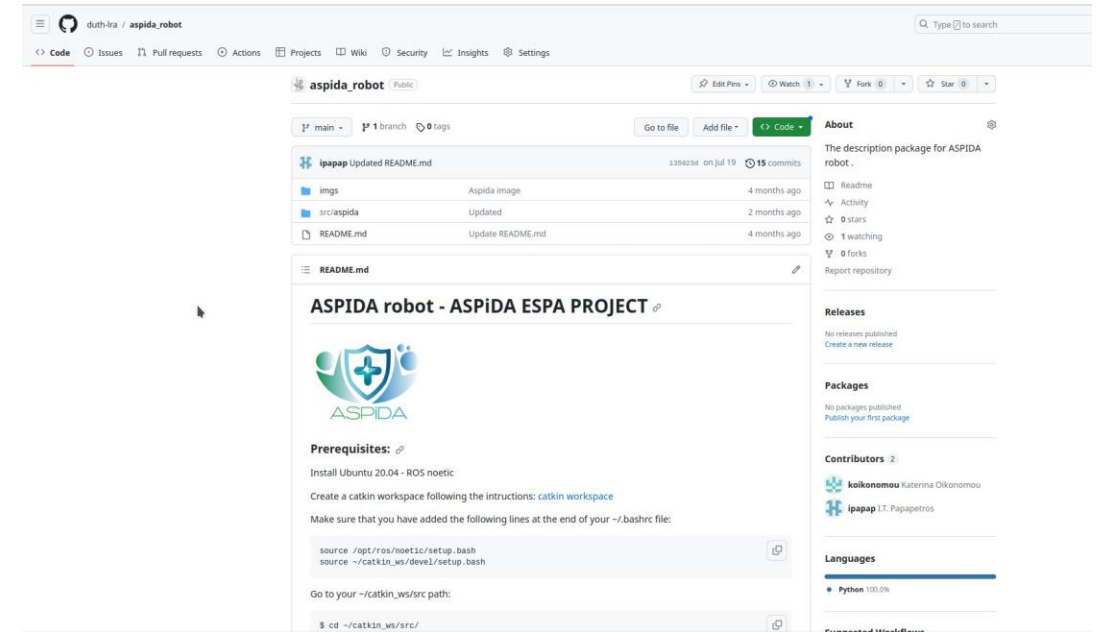 duth-lra / aspida_robot
Type / to search
Code Issues Pull requests Actions Projects Wiki Security Insights Settings
aspida_robot Public
Edit Pins Watch 1 Fork 0 Star 0
main 1 branch 0 tags
Go to file Add file Code
ipapap Updated README.md
135923d on Jul 19 15 commits
imgs Aspida image 4 months ago
src/aspida Updated 2 months ago
README.md Update README.md 4 months ago
README.md
ASPIDA robot - ASPiDA ESPA PROJECT
ASPiDA
Prerequisites:
Install Ubuntu 20.04 - ROS noetic
Create a catkin workspace following the intructions: catkin workspace
Make sure that you have added the following lines at the end of your ~/.bashrc file:
source /opt/ros/noetic/setup.bash
source ~/catkin_ws/devel/setup.bash
Go to your ~/catkin_ws/src path:
$ cd ~/catkin_ws/src/
About
The description package for ASPIDA
robot .
Readme
Activity
0 stars
1 watching
0 forks
Report repository
Releases
No releases published
Create a new release
Packages
No packages published
Publish your first package
Contributors 2
koikonomou Katerina Oikonomou
ipapap I.T. Papapetros
Languages
Python 100.0%
Suggested Workflows